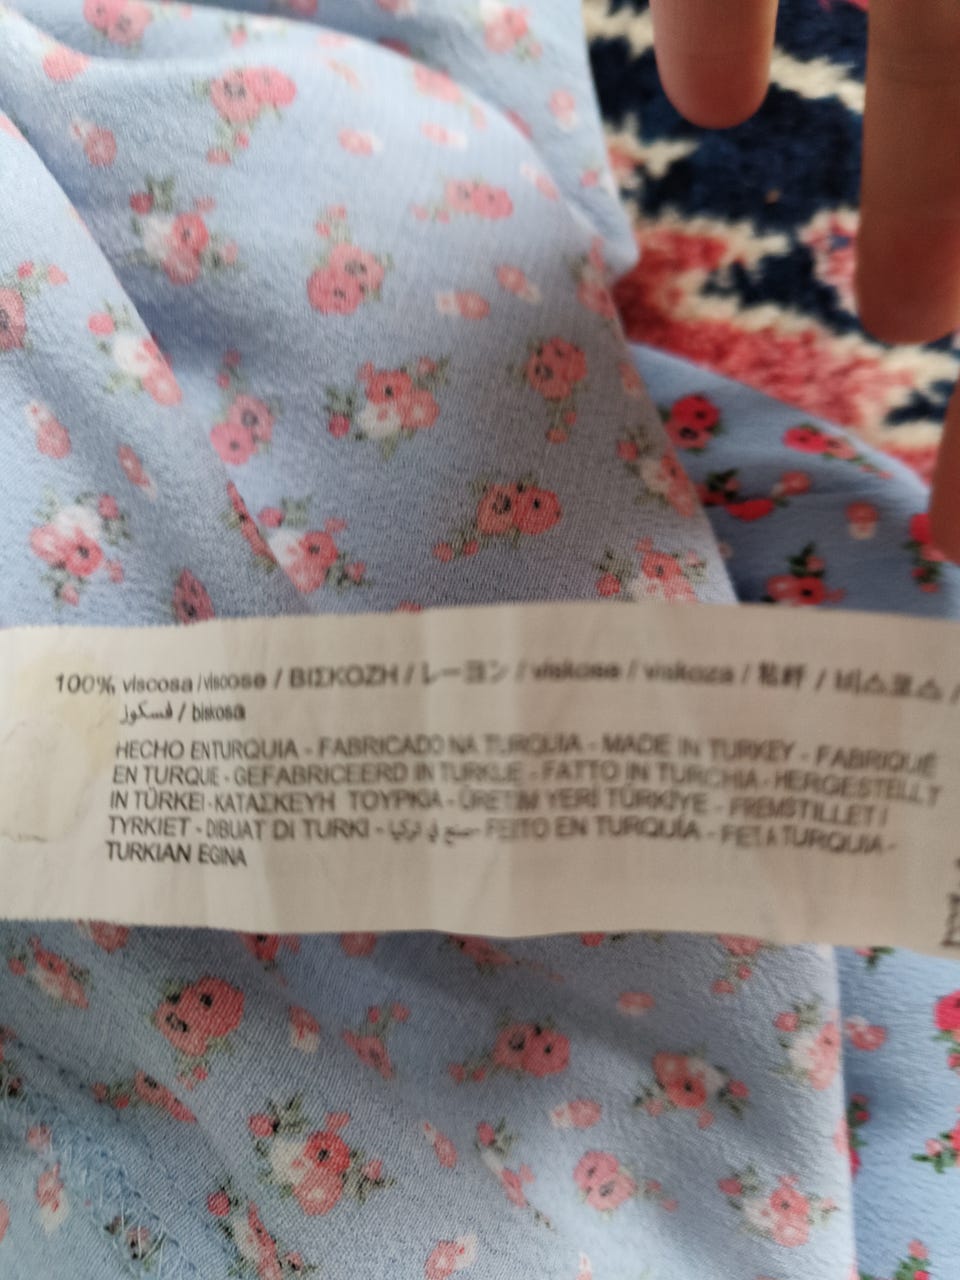 100% viscosa / viscose / ΒΙΣΚΟΖΗ / レーヨン / viskose / viskoza / 粘纤 / 비스코스 /
فسكوز / biskosa
HECHO EN TURQUIA - FABRICADO NA TURQUIA - MADE IN TURKEY - FABRIQUÉ
EN TURQUIE - GEFABRICEERD IN TURKIJE - FATTO IN TURCHIA - HERGESTELLT
IN TÜRKEI - ΚΑΤΑΣΚΕΥΗ ΤΟΥΡΚΙΑ - ÜRETİM YERİ TÜRKİYE - FREMSTILLET I
TYRKIET - DIBUAT DI TURKI - صنع في تركيا - FEITO EN TURQUÍA - FET A TURQUIA -
TURKIAN EGINA